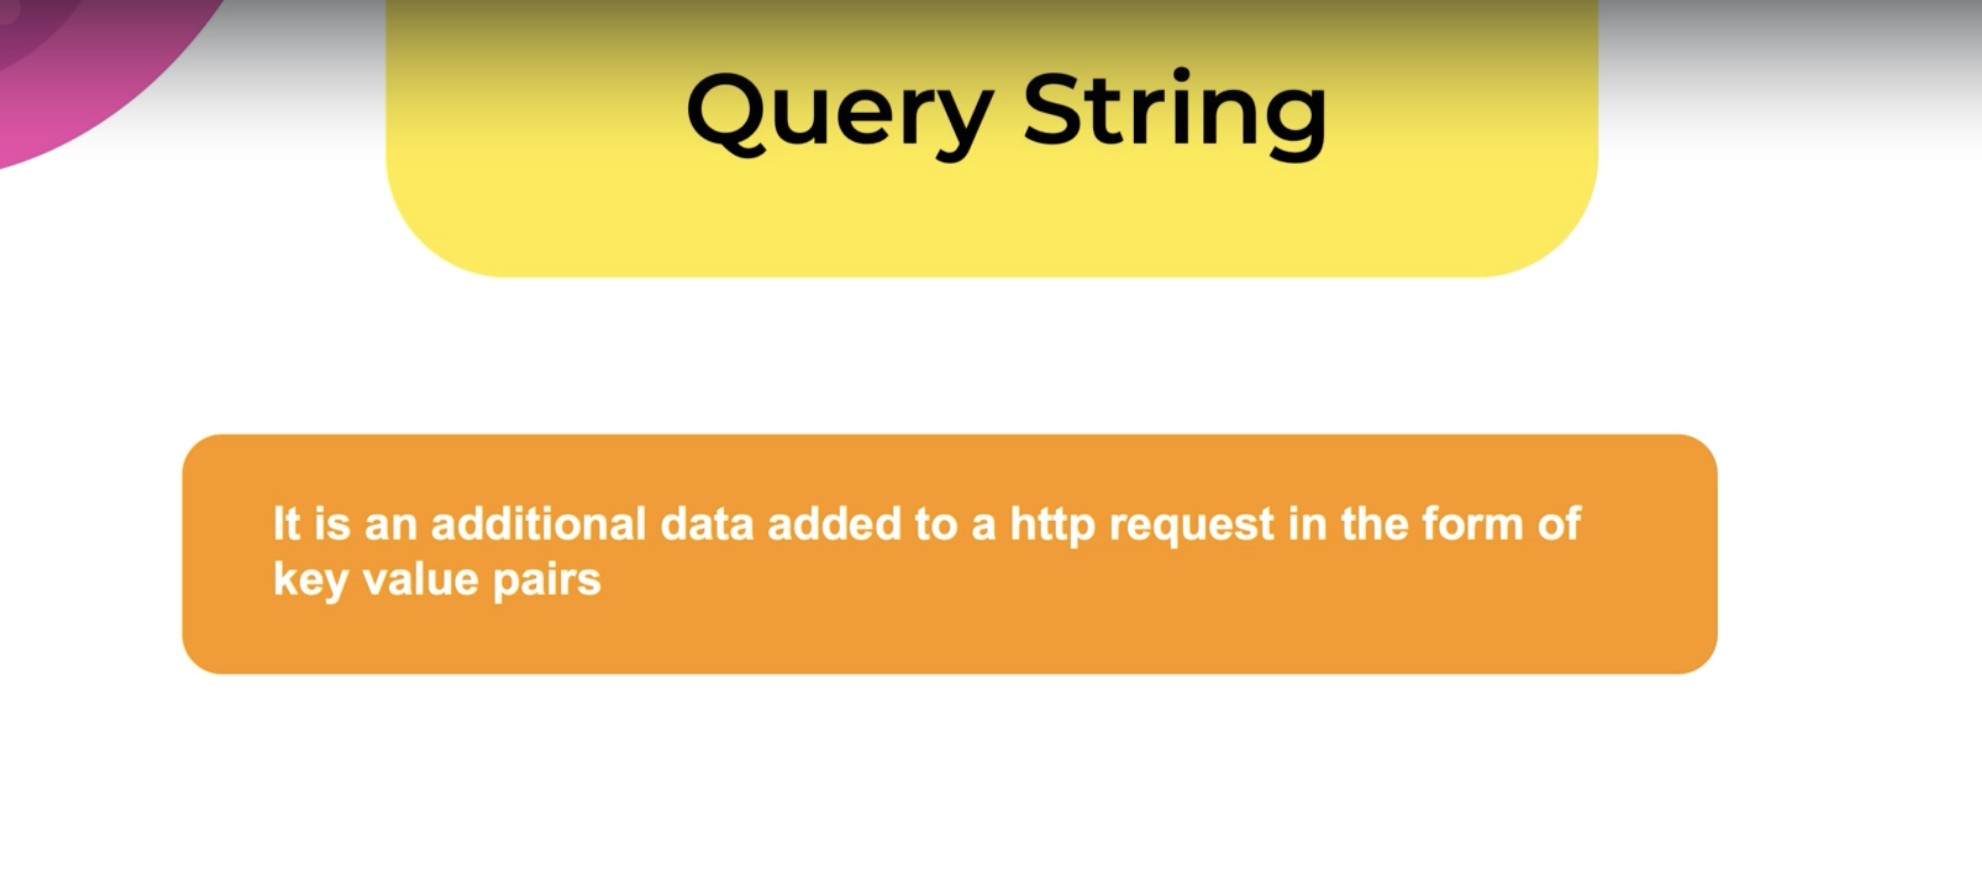 Query String
It is an additional data added to a http request in the form of
key value pairs